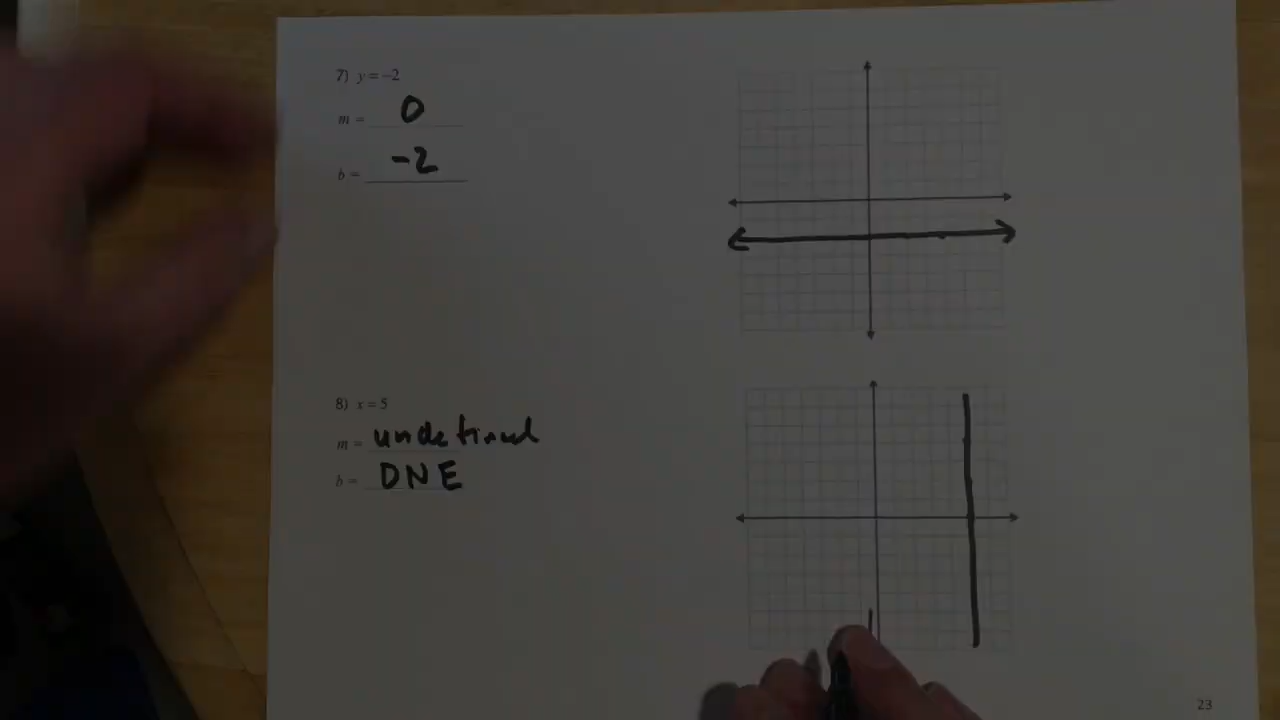 7) y = −2
m = 0
b = -2
8) x = 5
m = undefined
b = DNE
23